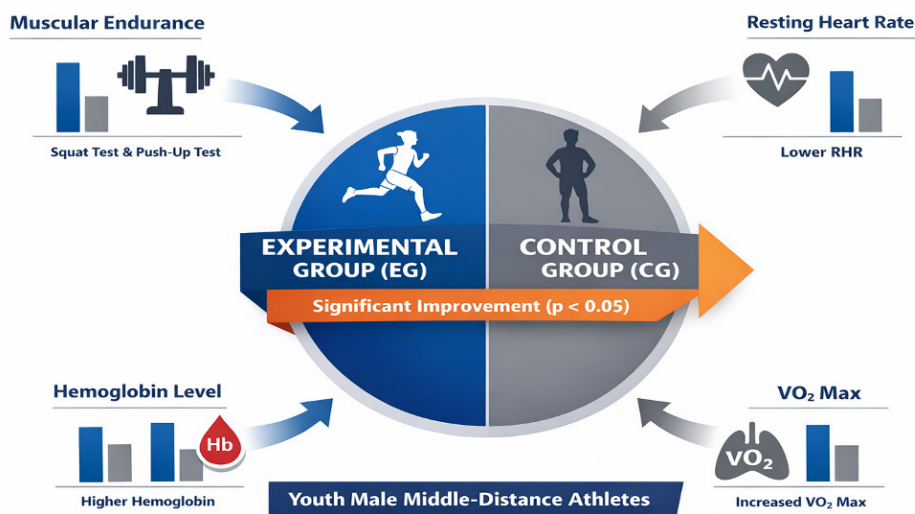 Muscular Endurance
Squat Test & Push-Up Test
Resting Heart Rate
Lower RHR
EXPERIMENTAL
GROUP (EG)
CONTROL
GROUP (CG)
Significant Improvement (p < 0.05)
Hemoglobin Level
Hb
Higher Hemoglobin
VO₂ Max
VO₂
Increased VO₂ Max
Youth Male Middle-Distance Athletes